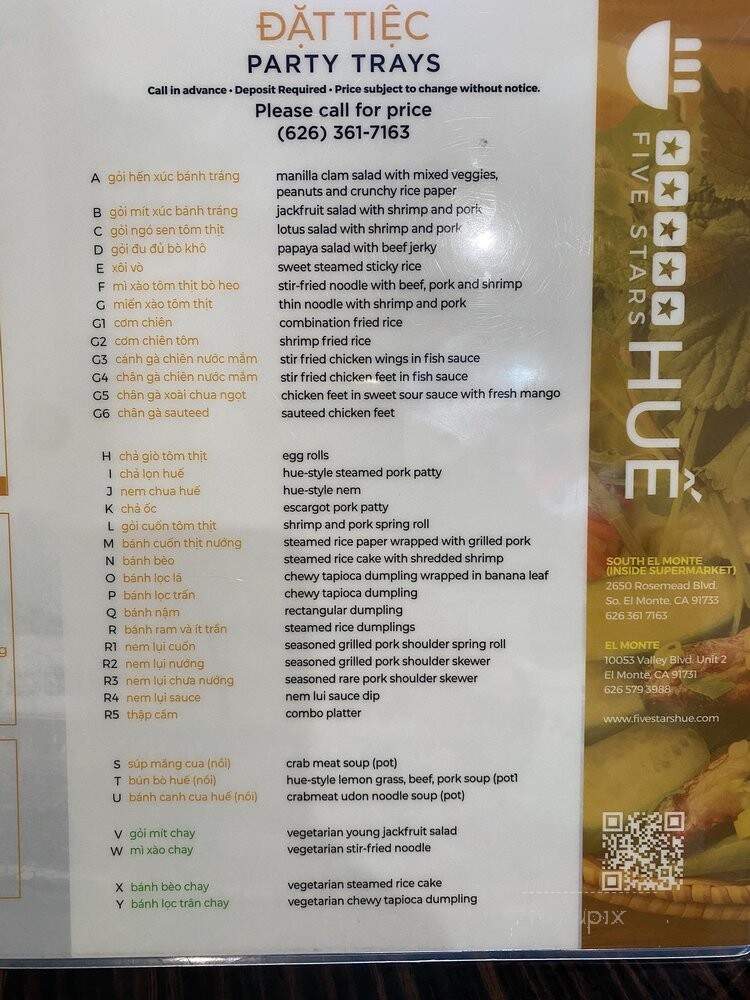 ĐẶT TIỆC
PARTY TRAYS
Call in advance • Deposit Required • Price subject to change without notice.
Please call for price
(626) 361-7163
A gỏi hến xúc bánh tráng manilla clam salad with mixed veggies,
peanuts and crunchy rice paper
B gỏi mít xúc bánh tráng jackfruit salad with shrimp and pork
C gỏi ngó sen tôm thịt lotus salad with shrimp and pork
D gỏi đu đủ bò khô papaya salad with beef jerky
E xôi vò sweet steamed sticky rice
F mì xào tôm thịt bò heo stir-fried noodle with beef, pork and shrimp
G miến xào tôm thịt thin noodle with shrimp and pork
G1 cơm chiên combination fried rice
G2 cơm chiên tôm shrimp fried rice
G3 cánh gà chiên nước mắm stir fried chicken wings in fish sauce
G4 chân gà chiên nước mắm stir fried chicken feet in fish sauce
G5 chân gà xoài chua ngọt chicken feet in sweet sour sauce with fresh mango
G6 chân gà sauteed sauteed chicken feet
H chả giò tôm thịt egg rolls
I chả lọn huế hue-style steamed pork patty
J nem chua huế hue-style nem
K chả ốc escargot pork patty
L gỏi cuốn tôm thịt shrimp and pork spring roll
M bánh cuốn thịt nướng steamed rice paper wrapped with grilled pork
N bánh bèo steamed rice cake with shredded shrimp
O bánh lọc lá chewy tapioca dumpling wrapped in banana leaf
P bánh lọc trần chewy tapioca dumpling
Q bánh nậm rectangular dumpling
R bánh ram và ít trần steamed rice dumplings
R1 nem lụi cuốn seasoned grilled pork shoulder spring roll
R2 nem lụi nướng seasoned grilled pork shoulder skewer
R3 nem lụi chưa nướng seasoned rare pork shoulder skewer
R4 nem lụi sauce nem lui sauce dip
R5 thập cẩm combo platter
S súp măng cua (nồi) crab meat soup (pot)
T bún bò huế (nồi) hue-style lemon grass, beef, pork soup (pot1
U bánh canh cua huế (nồi) crabmeat udon noodle soup (pot)
V gỏi mít chay vegetarian young jackfruit salad
W mì xào chay vegetarian stir-fried noodle
X bánh bèo chay vegetarian steamed rice cake
Y bánh lọc trần chay vegetarian chewy tapioca dumpling
FIVE STARS
HUẾ
SOUTH EL MONTE
(INSIDE SUPERMARKET)
2650 Rosemead Blvd.
So. El Monte, CA 91733
626 361 7163
EL MONTE
10053 Valley Blvd. Unit 2
El Monte, CA 91731
626 579 3988
www.fivestarshue.com